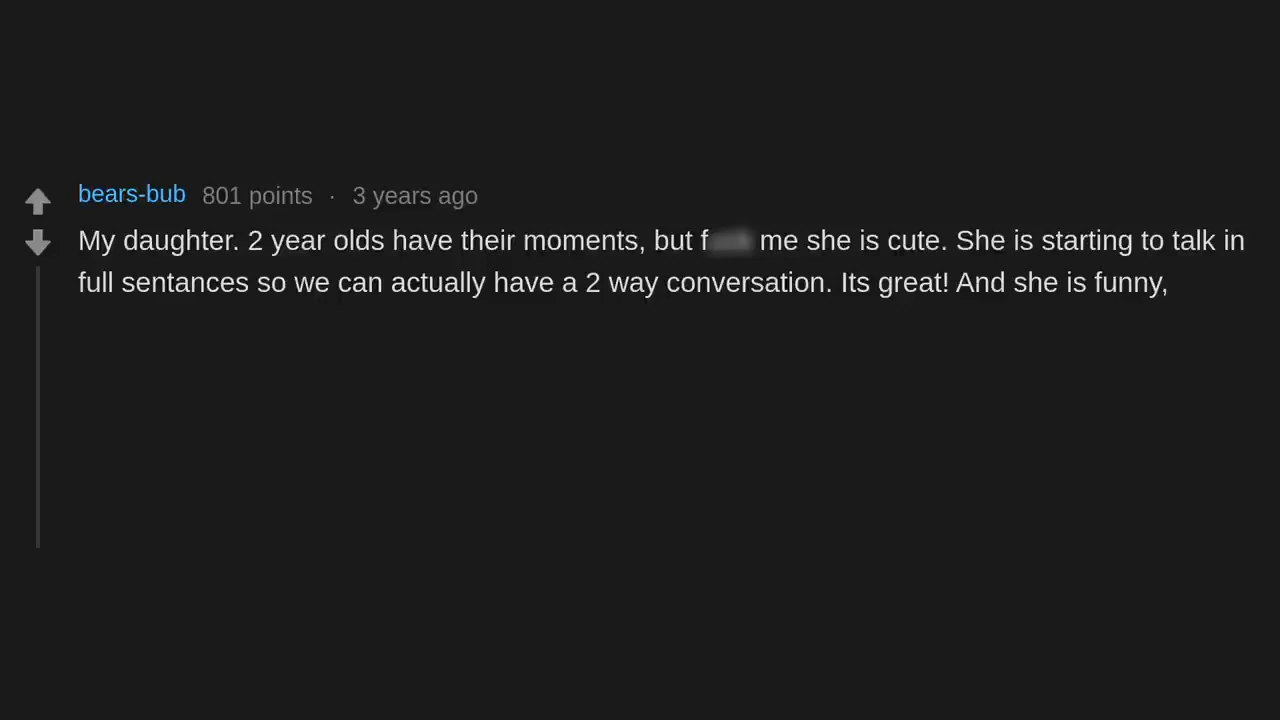 bears-bub 801 points · 3 years ago
My daughter. 2 year olds have their moments, but me she is cute. She is starting to talk in
full sentances so we can actually have a 2 way conversation. Its great! And she is funny,